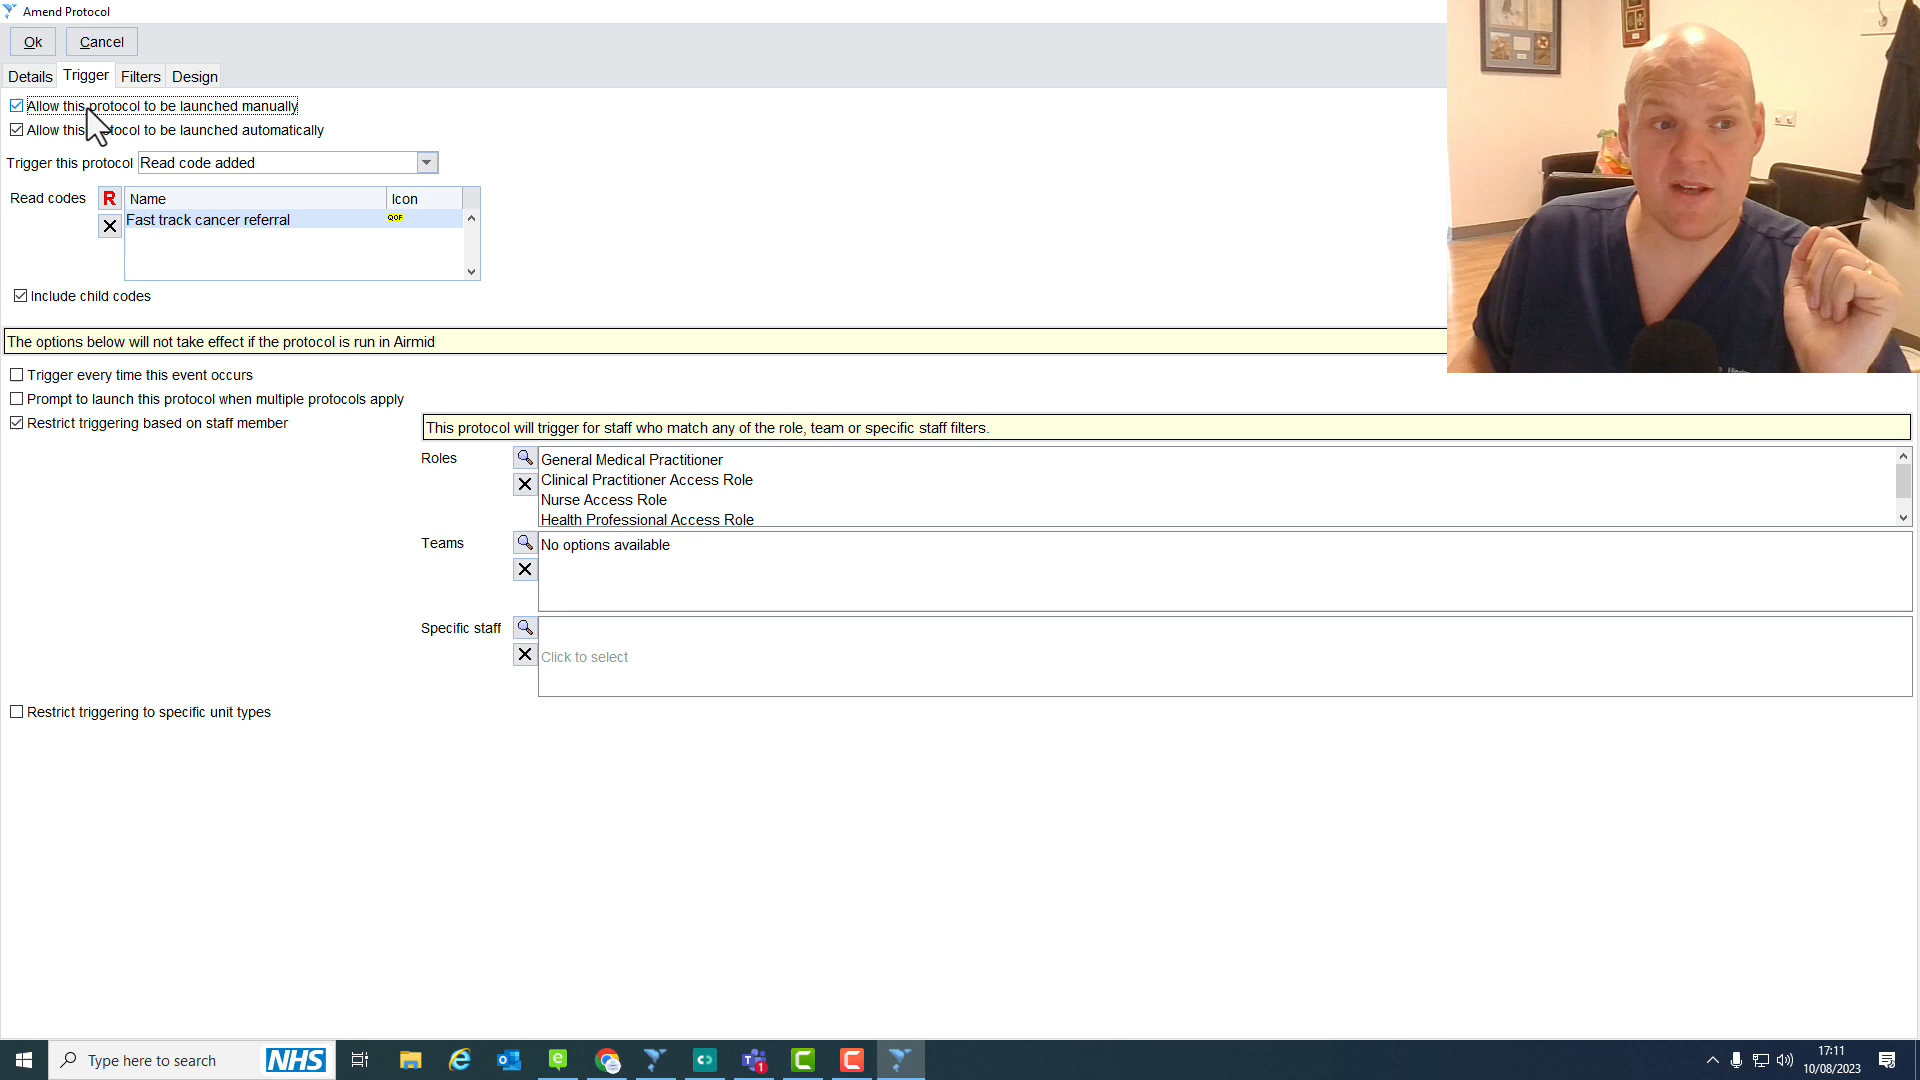 Amend Protocol
Ok Cancel
Details Trigger Filters Design
Allow this protocol to be launched manually
Allow this protocol to be launched automatically
Trigger this protocol Read code added
Read codes R Name Icon
Fast track cancer referral QOF
Include child codes
The options below will not take effect if the protocol is run in Airmid
Trigger every time this event occurs
Prompt to launch this protocol when multiple protocols apply
Restrict triggering based on staff member
This protocol will trigger for staff who match any of the role, team or specific staff filters.
Roles General Medical Practitioner
Clinical Practitioner Access Role
Nurse Access Role
Health Professional Access Role
Teams No options available
Specific staff
Click to select
Restrict triggering to specific unit types
Type here to search NHS
17:11
10/08/2023